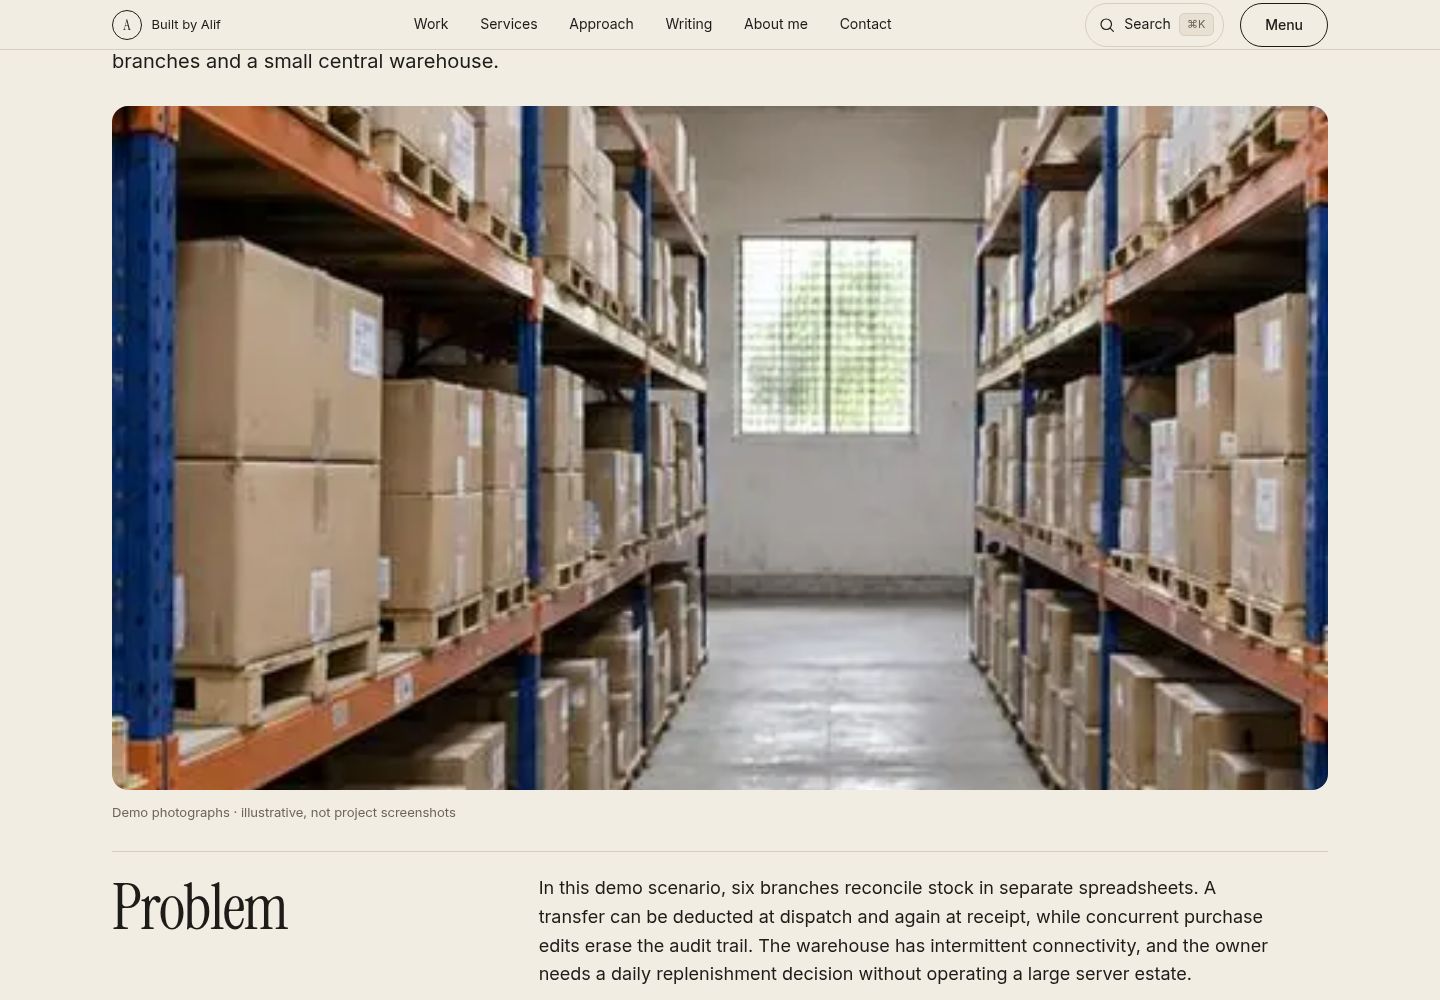 A Built by Alif Work Services Approach Writing About me Contact Search ⌘K Menu
branches and a small central warehouse.
Demo photographs · illustrative, not project screenshots
Problem
In this demo scenario, six branches reconcile stock in separate spreadsheets. A
transfer can be deducted at dispatch and again at receipt, while concurrent purchase
edits erase the audit trail. The warehouse has intermittent connectivity, and the owner
needs a daily replenishment decision without operating a large server estate.